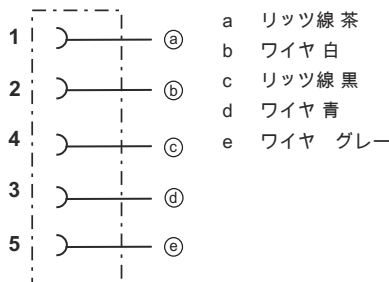 1 ⓐ
2 ⓑ
4 ⓒ
3 ⓓ
5 ⓔ
a リッツ線 茶
b ワイヤ 白
c リッツ線 黒
d ワイヤ 青
e ワイヤ　グレー